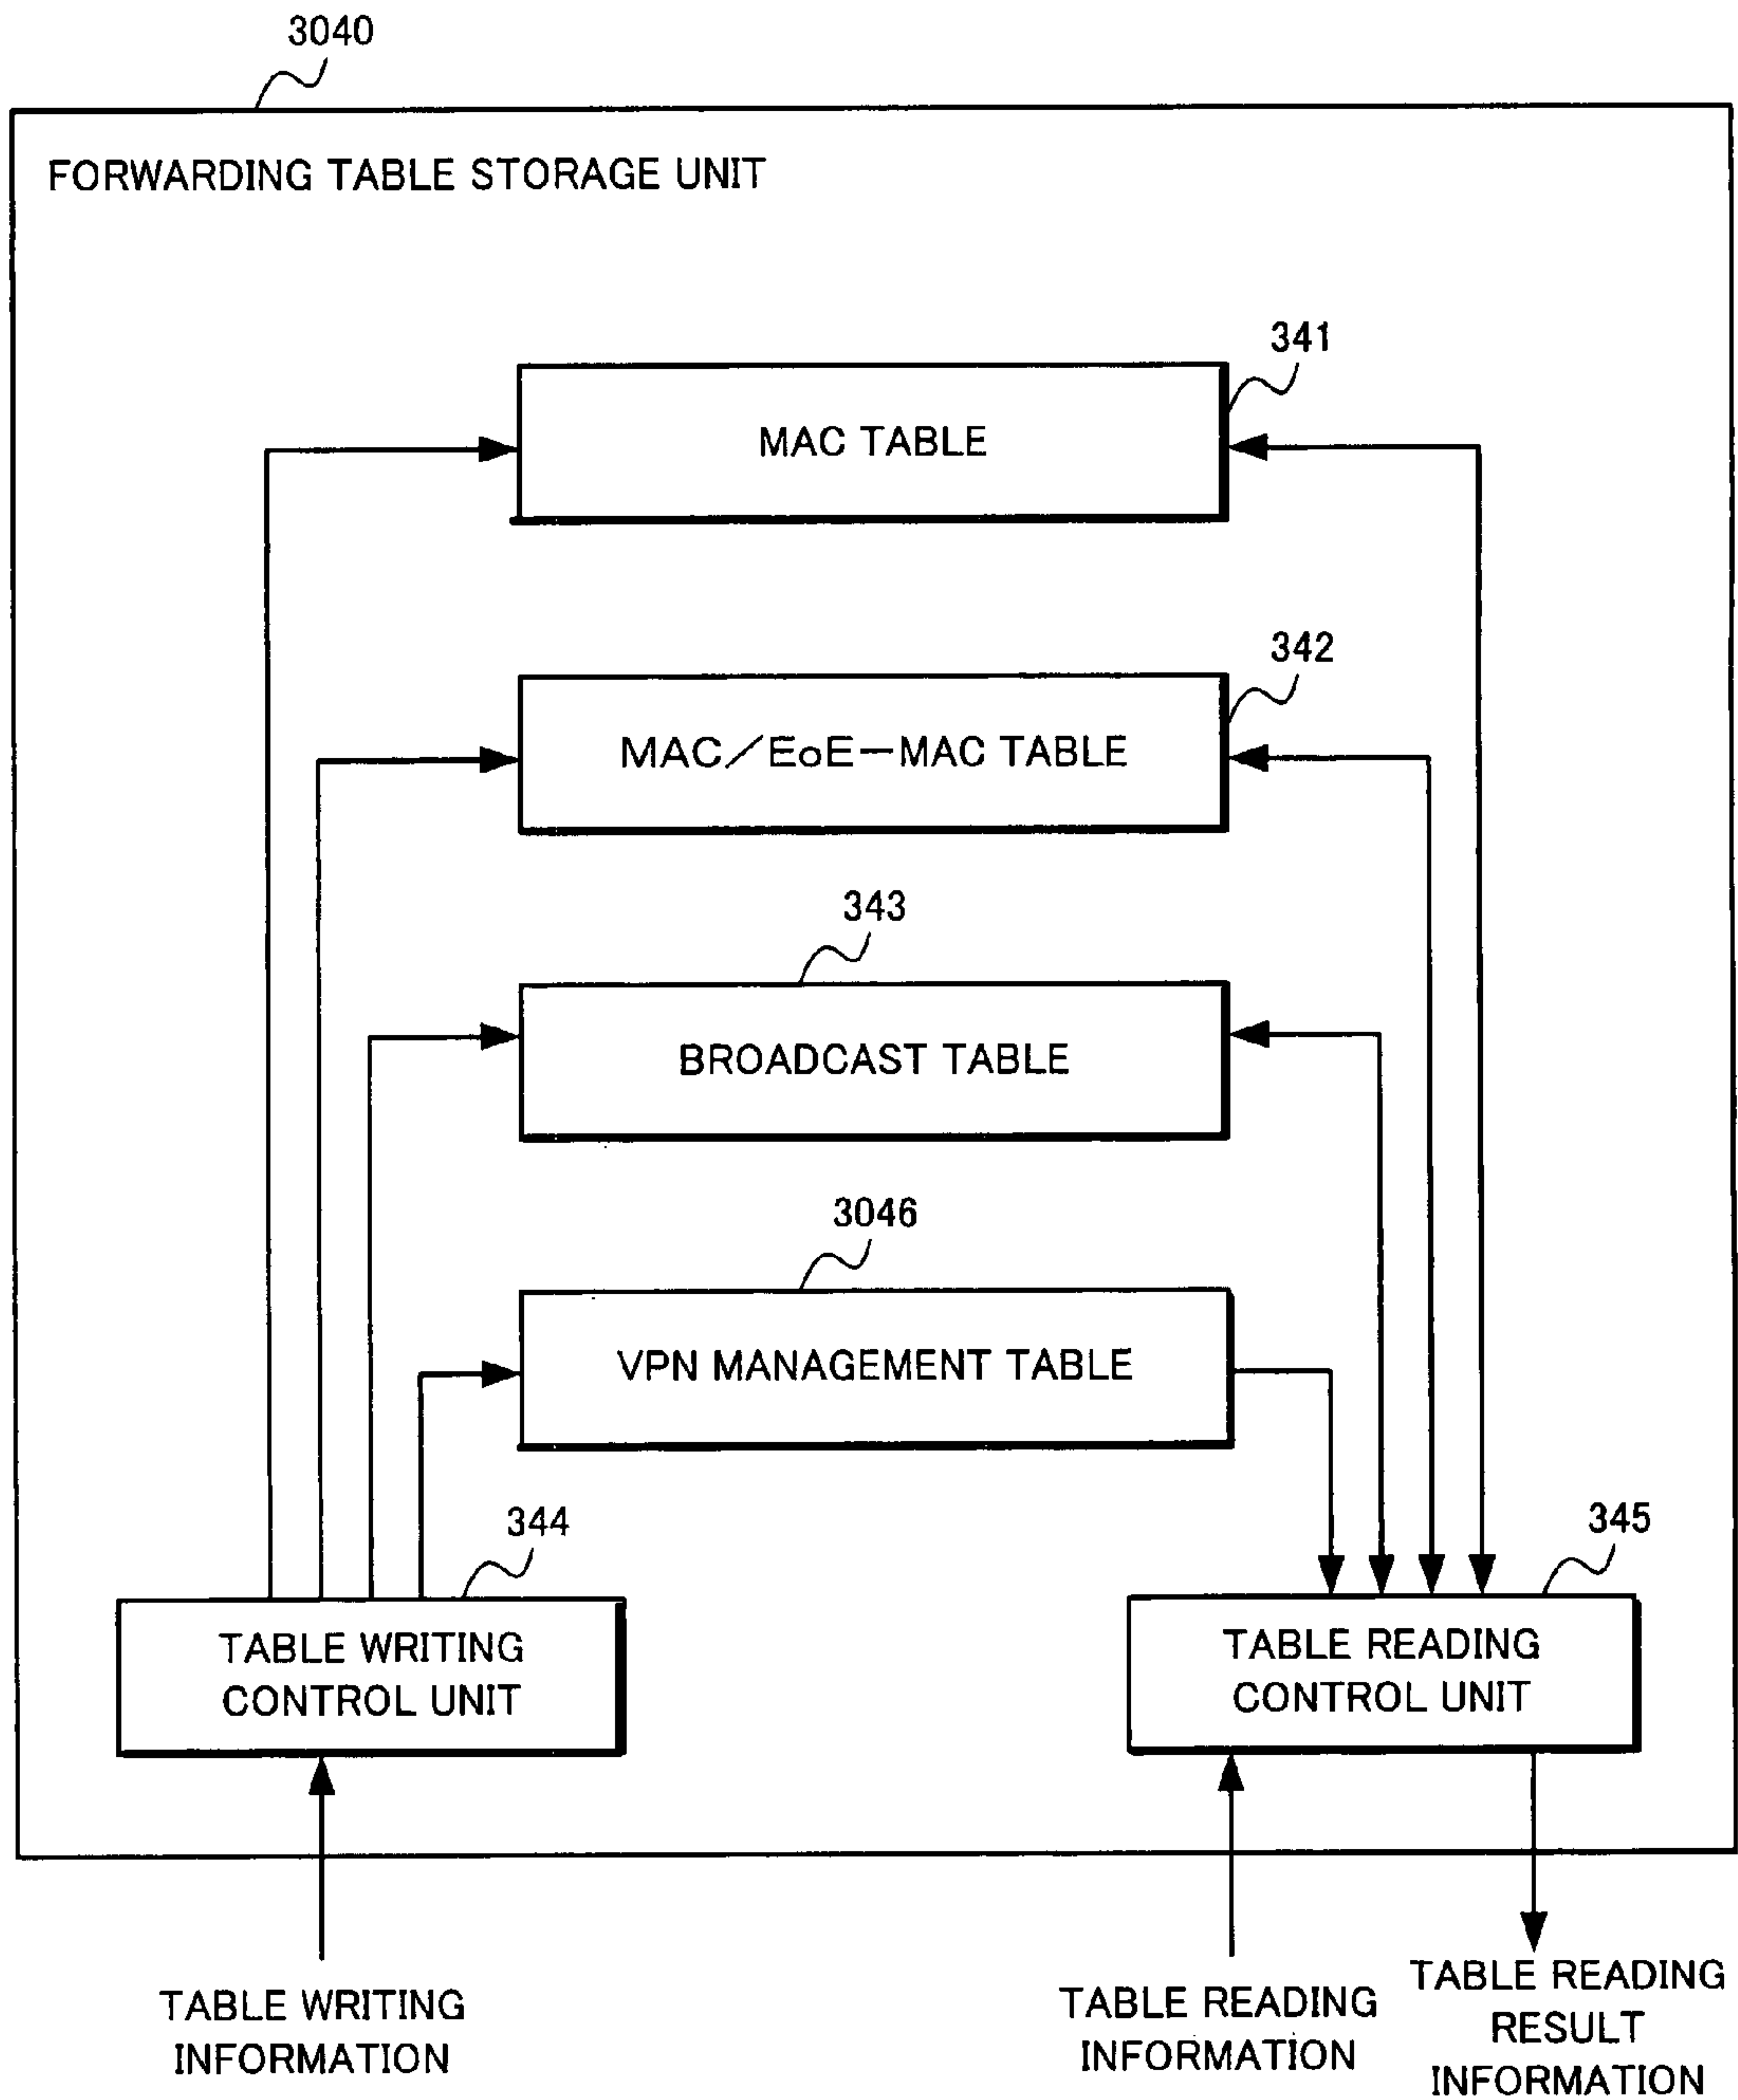 3040
FORWARDING TABLE STORAGE UNIT
341
MAC TABLE
342
MAC/EoE-MAC TABLE
343
BROADCAST TABLE
3046
VPN MANAGEMENT TABLE
344
345
TABLE WRITING
CONTROL UNIT
TABLE READING
CONTROL UNIT
TABLE WRITING
INFORMATION
TABLE READING
INFORMATION
TABLE READING
RESULT
INFORMATION